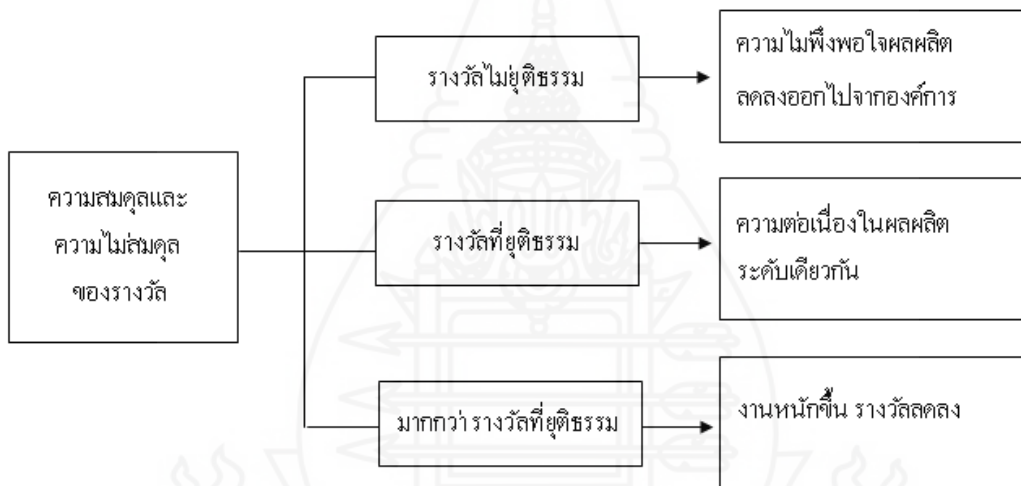 ความสมดุลและ
ความไม่สมดุล
ของรางวัล
รางวัลไม่ยุติธรรม
ความไม่พึงพอใจผลผลิต
ลดลงออกไปจากองค์การ
รางวัลที่ยุติธรรม
ความต่อเนื่องในผลผลิต
ระดับเดียวกัน
มากกว่า รางวัลที่ยุติธรรม
งานหนักขึ้น รางวัลลดลง